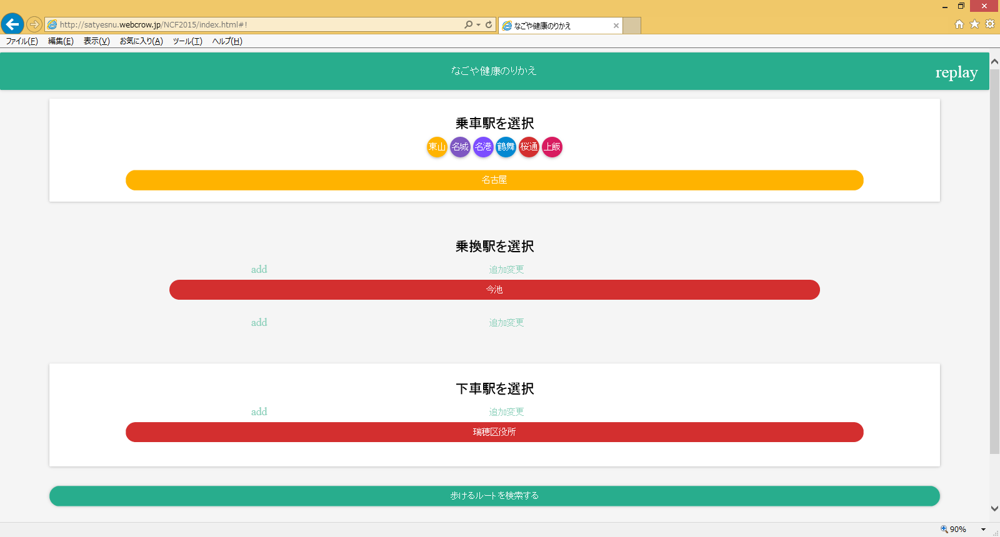 http://satyesnu.webcrow.jp/NCF2015/index.html#!
なごや健康のりかえ
ファイル(F) 編集(E) 表示(V) お気に入り(A) ツール(T) ヘルプ(H)
なごや健康のりかえ
replay
乗車駅を選択
東山 名城 名港 鶴舞 桜通 上飯
名古屋
乗換駅を選択
add 追加変更
今池
add 追加変更
下車駅を選択
add 追加変更
瑞穂区役所
歩けるルートを検索する
90%